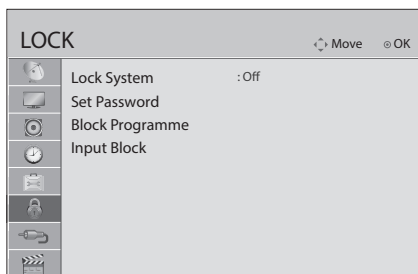 LOCK
Move OK
Lock System : Off
Set Password
Block Programme
Input Block